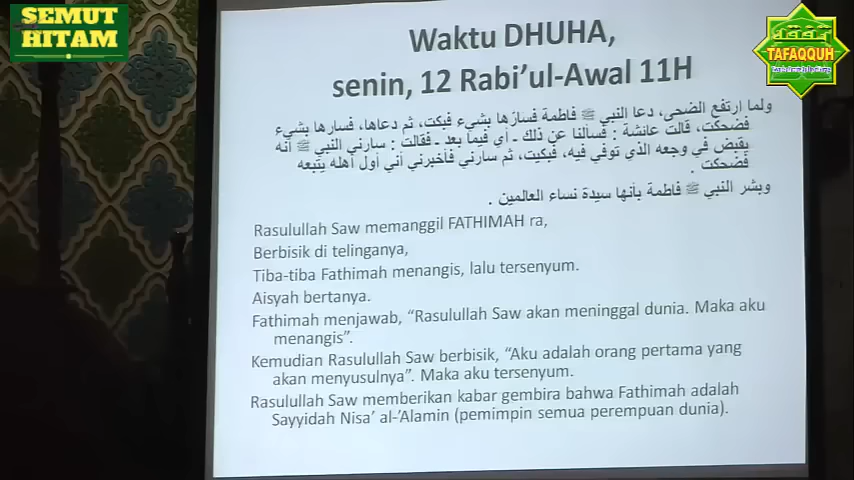 SEMUT
HITAM
TAFAQQUH
Waktu DHUHA,
senin, 12 Rabi'ul-Awal 11H
ولما ارتفع الضحى، دعا النبي ﷺ فاطمة فسارّها بشيء فبكت، ثم دعاها، فسارها بشيء
فضحكت، قالت عائشة : فسألنا عن ذلك ـ أي فيما بعد ـ فقالت : سارني النبي ﷺ أنه
يقبض في وجعه الذي توفي فيه، فبكيت، ثم سارني فأخبرني أني أول أهله يتبعه
فضحكت .
وبشر النبي ﷺ فاطمة بأنها سيدة نساء العالمين .
Rasulullah Saw memanggil FATHIMAH ra,
Berbisik di telinganya,
Tiba-tiba Fathimah menangis, lalu tersenyum.
Aisyah bertanya.
Fathimah menjawab, “Rasulullah Saw akan meninggal dunia. Maka aku
menangis”.
Kemudian Rasulullah Saw berbisik, “Aku adalah orang pertama yang
akan menyusulnya”. Maka aku tersenyum.
Rasulullah Saw memberikan kabar gembira bahwa Fathimah adalah
Sayyidah Nisa’ al-’Alamin (pemimpin semua perempuan dunia).